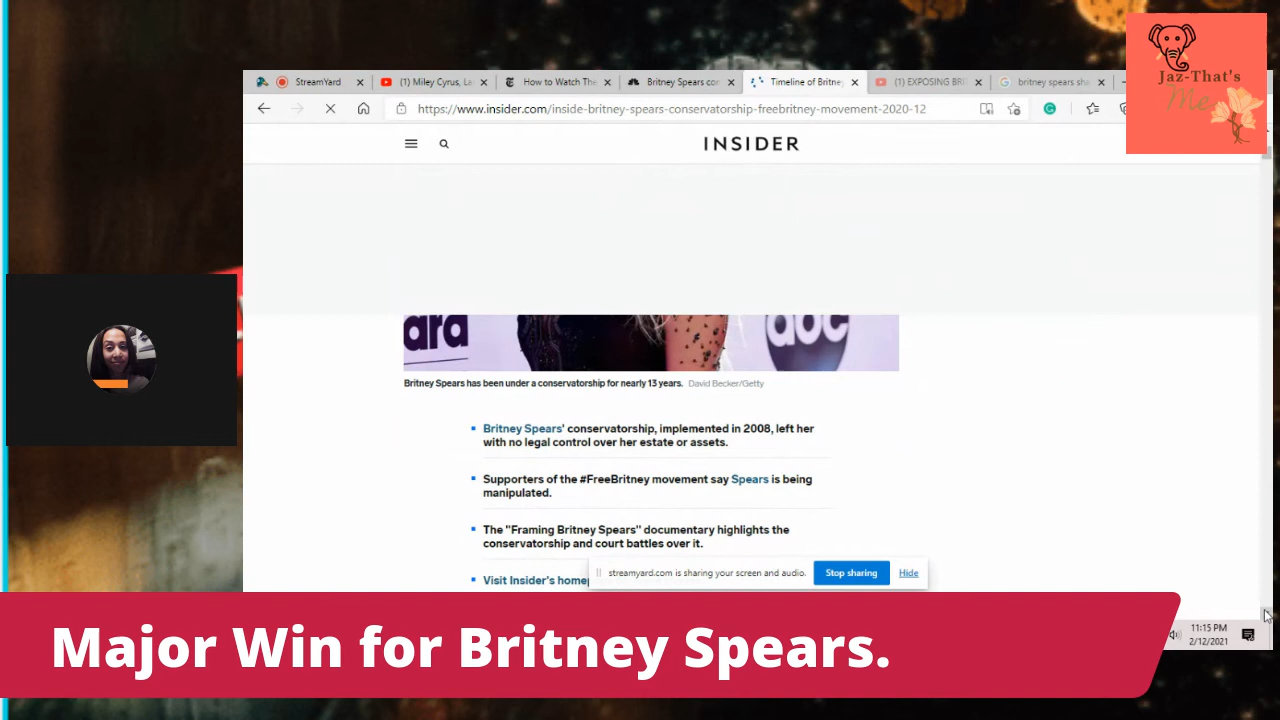 Jaz-That's
Me
StreamYard
(1) Miley Cyrus, La
How to Watch The
Britney Spears con
Timeline of Britney
(1) EXPOSING BRI
britney spears sha
https://www.insider.com/inside-britney-spears-conservatorship-freebritney-movement-2020-12
INSIDER
ara
abc
Britney Spears has been under a conservatorship for nearly 13 years. David Becker/Getty
Britney Spears' conservatorship, implemented in 2008, left her
with no legal control over her estate or assets.
Supporters of the #FreeBritney movement say Spears is being
manipulated.
The "Framing Britney Spears" documentary highlights the
conservatorship and court battles over it.
Visit Insider's home
streamyard.com is sharing your screen and audio.
Stop sharing
Hide
11:15 PM
2/12/2021
Major Win for Britney Spears.